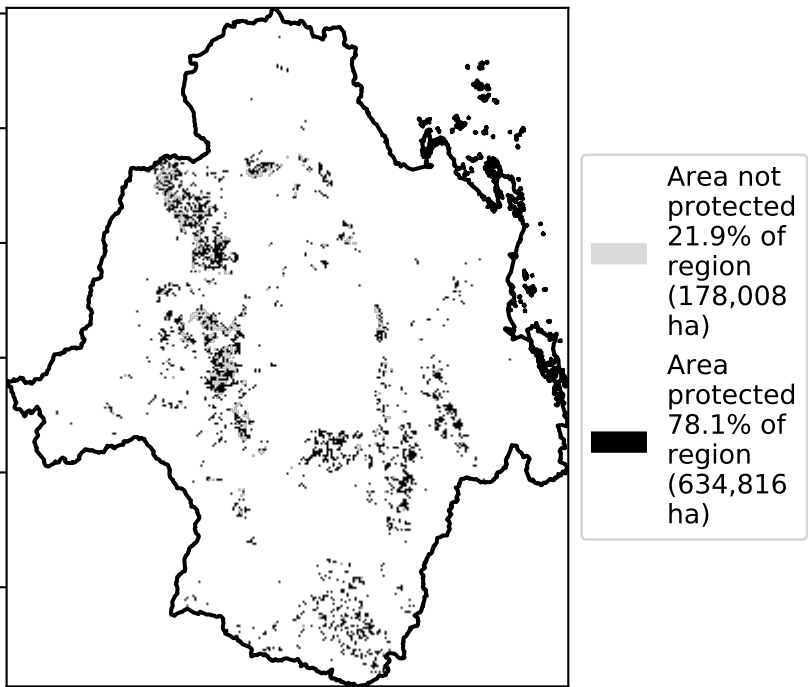 Area not
protected
21.9% of
region
(178,008
ha)
Area
protected
78.1% of
region
(634,816
ha)